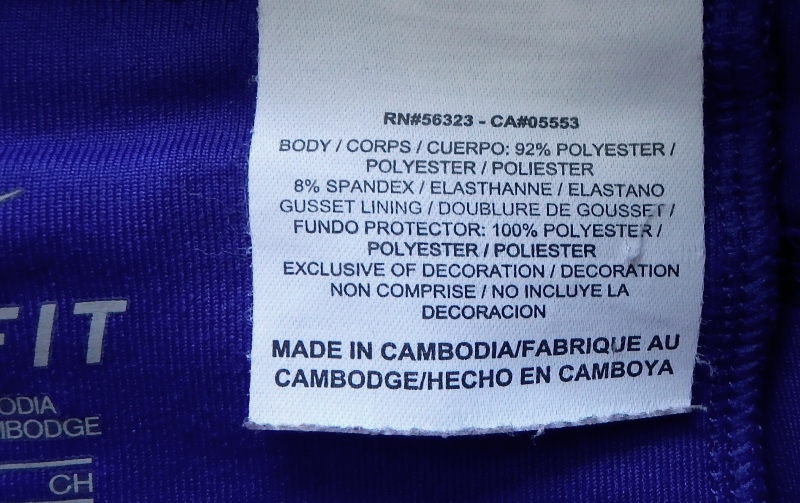 RN#56323 - CA#05553
BODY / CORPS / CUERPO: 92% POLYESTER /
POLYESTER / POLIESTER
8% SPANDEX / ELASTHANNE / ELASTANO
GUSSET LINING / DOUBLURE DE GOUSSET /
FUNDO PROTECTOR: 100% POLYESTER /
POLYESTER / POLIESTER
EXCLUSIVE OF DECORATION / DECORATION
NON COMPRISE / NO INCLUYE LA
DECORACION
MADE IN CAMBODIA/FABRIQUE AU
CAMBODGE/HECHO EN CAMBOYA
FIT
ODIA
MBODGE
CH